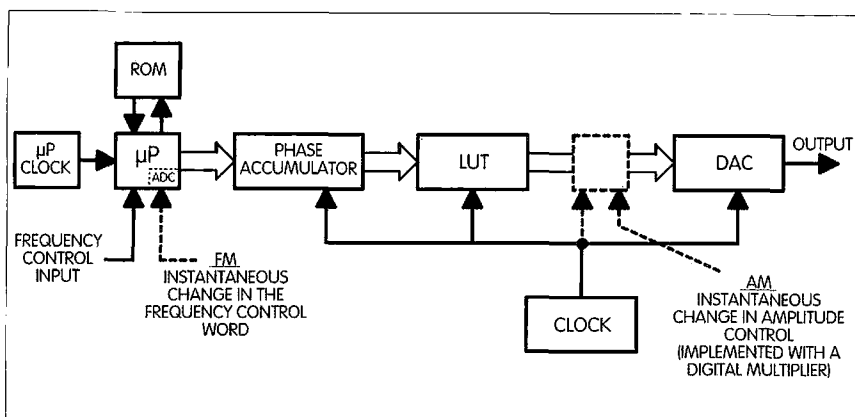 ROM
µP
CLOCK
µP
ADC
PHASE
ACCUMULATOR
LUT
DAC
OUTPUT
FREQUENCY
CONTROL
INPUT
FM
INSTANTANEOUS
CHANGE IN THE
FREQUENCY CONTROL
WORD
CLOCK
AM
INSTANTANEOUS
CHANGE IN AMPLITUDE
CONTROL
(IMPLEMENTED WITH A
DIGITAL MULTIPLIER)